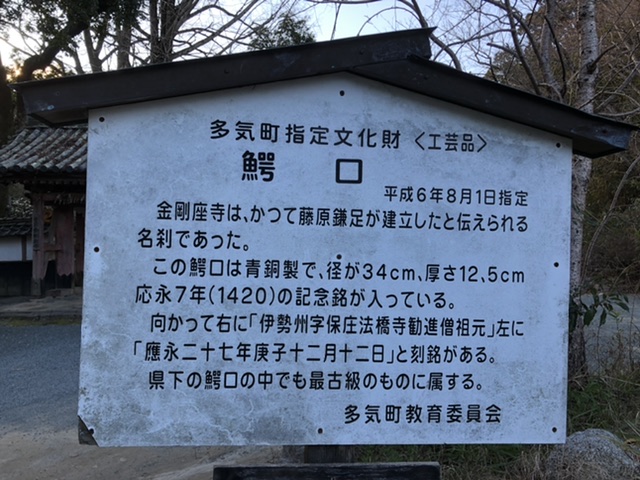 多気町指定文化財〈工芸品〉
鰐口
平成6年8月1日指定
金剛座寺は、かつて藤原鎌足が建立したと伝えられる
名刹であった。
この鰐口は青銅製で、径が34cm、厚さ12,5cm
応永7年(1420)の記念銘が入っている。
向かって右に「伊勢州字保庄法橋寺勧進僧祖元」左に
「應永二十七年庚子十二月十二日」と刻銘がある。
県下の鰐口の中でも最古級のものに属する。
多気町教育委員会